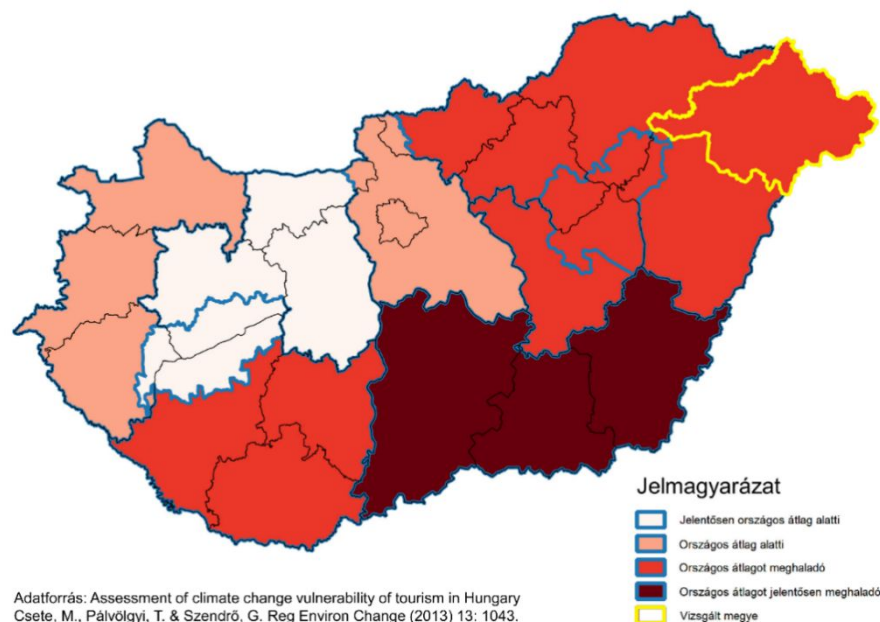 Jelmagyarázat
Jelentősen országos átlag alatti
Országos átlag alatti
Országos átlagot meghaladó
Országos átlagot jelentősen meghaladó
Vizsgált megye
Adatforrás: Assessment of climate change vulnerability of tourism in Hungary
Csete, M., Pálvölgyi, T. & Szendrő, G. Reg Environ Change (2013) 13: 1043.